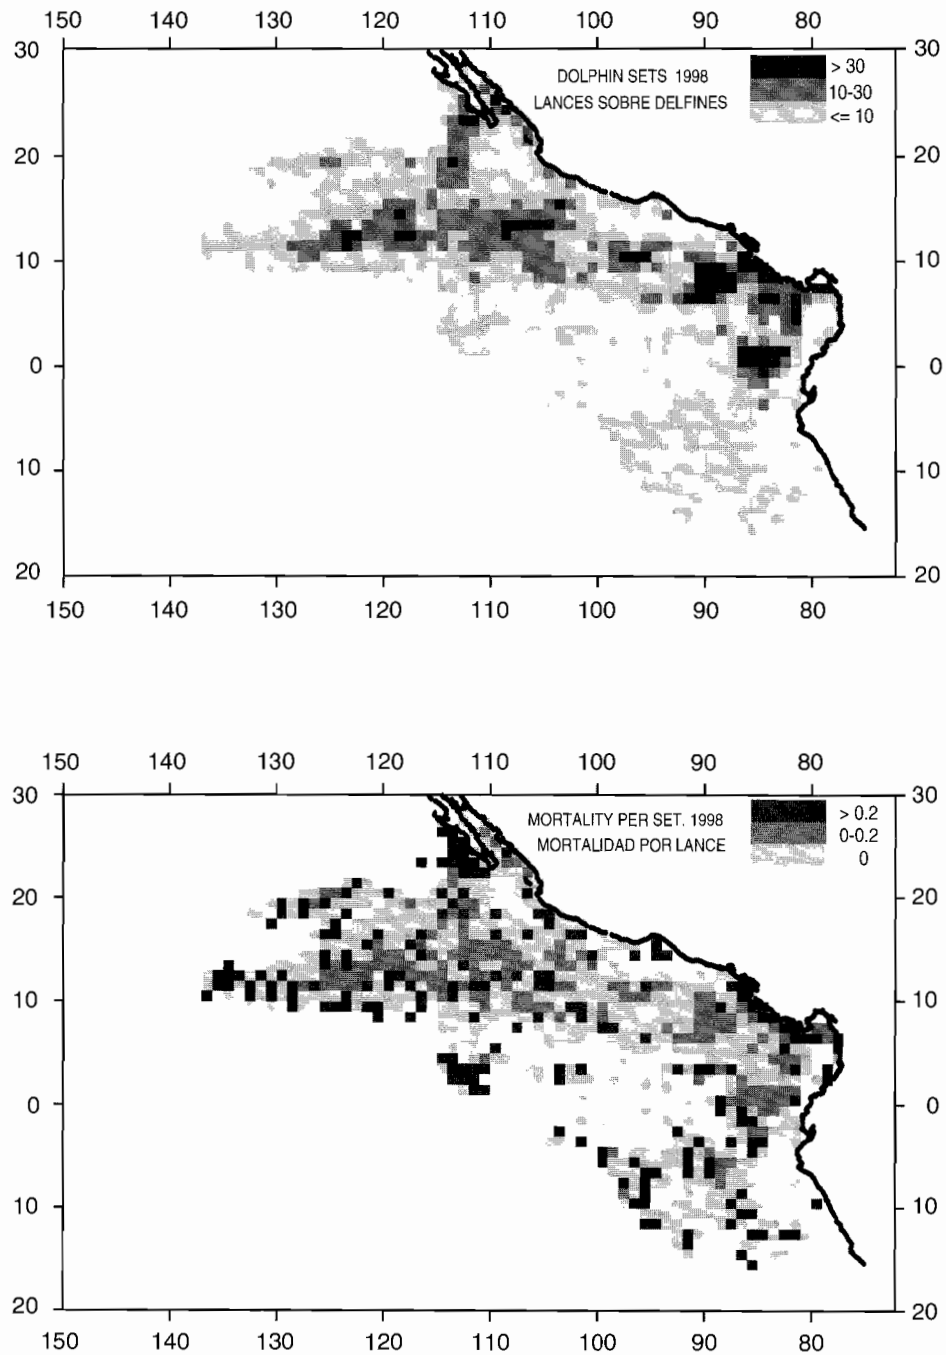 150 140 130 120 110 100 90 80
30 30
DOLPHIN SETS 1998
LANCES SOBRE DELFINES
> 30
10-30
<= 10
20 20
10 10
0 0
10 10
20 20
150 140 130 120 110 100 90 80
150 140 130 120 110 100 90 80
30 30
MORTALITY PER SET. 1998
MORTALIDAD POR LANCE
> 0.2
0-0.2
0
20 20
10 10
0 0
10 10
20 20
150 140 130 120 110 100 90 80